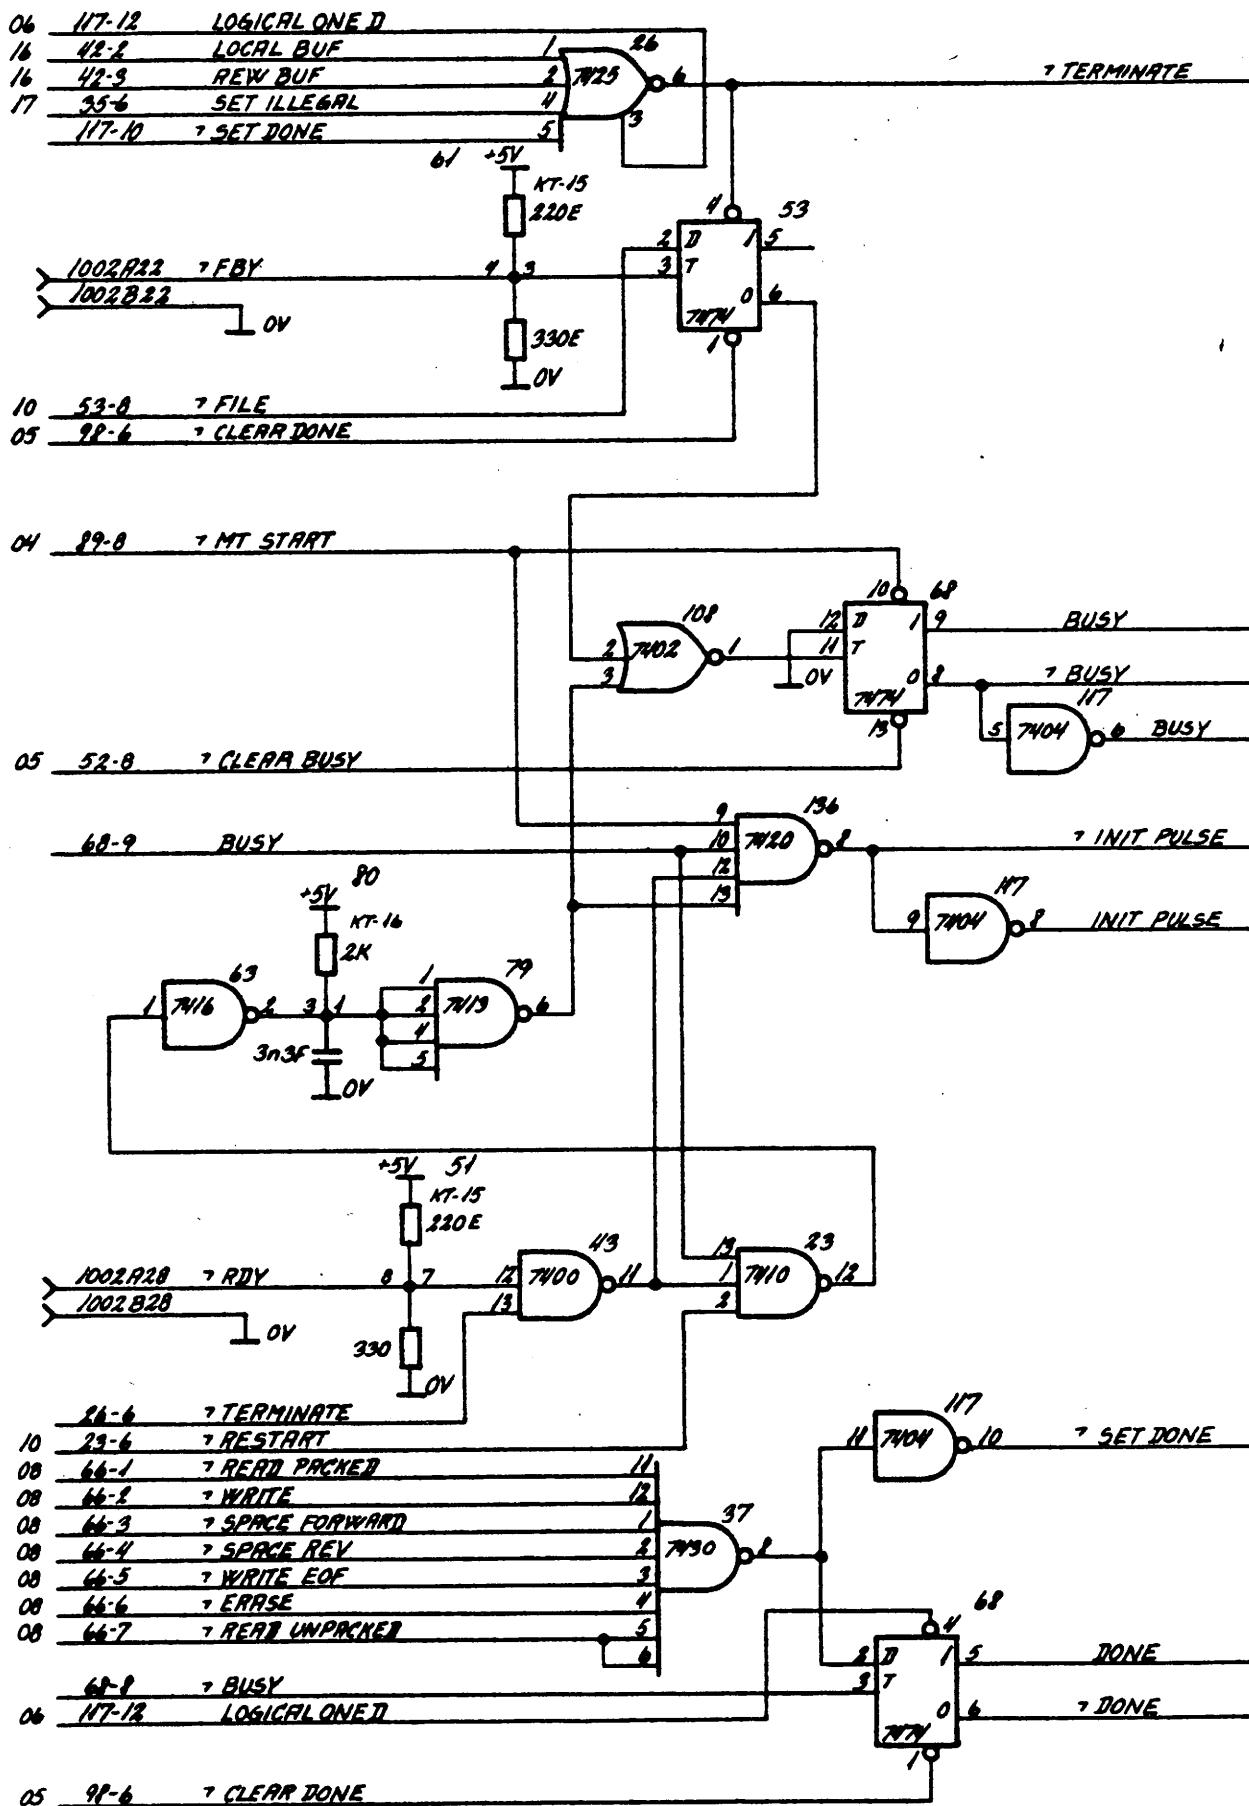 06 117-12 LOGICAL ONE D
16 42-2 LOCAL BUF 1 26
16 42-3 REW BUF 2 7425 6 ¬ TERMINATE
17 35-6 SET ILLEGAL 4 3
117-10 ¬ SET DONE 5
61 +5V
KT-15
220E 4 53
2 D 1 5
1002A22 ¬ FBY 4 3 3 T
1002B22 0 6
0V 330E 7474
1
0V
10 53-8 ¬ FILE
05 98-6 ¬ CLEAR DONE
04 89-8 ¬ MT START
10 68
108 12 D 1 9 BUSY
2 7402 1 11 T
3 0V 0 8 ¬ BUSY
7474 117
13 5 7404 6 BUSY
05 52-8 ¬ CLEAR BUSY
136
9
68-9 BUSY 10 7420 8 ¬ INIT PULSE
12
80 13 117
+5V
KT-16 9 7404 8 INIT PULSE
2K
63 79
1
1 7416 2 3 1 2 7413 6
4
3n3F 5
0V
+5V 51
KT-15
220E 43 23
13
1002A28 ¬ RDY 8 7 12 7400 11 1 7410 12
1002B28 13 2
0V 330
0V
26-6 ¬ TERMINATE 117
10 23-6 ¬ RESTART 11 7404 10 ¬ SET DONE
08 66-1 ¬ READ PACKED 11
08 66-2 ¬ WRITE 12
08 66-3 ¬ SPACE FORWARD 1 37
08 66-4 ¬ SPACE REV 2 7430 8
08 66-5 ¬ WRITE EOF 3
08 66-6 ¬ ERASE 4 68
08 66-7 ¬ READ UNPACKED 5 4
6 2 D 1 5 DONE
68-8 ¬ BUSY 3 T
06 117-12 LOGICAL ONE D 0 6 ¬ DONE
7474
1
05 98-6 ¬ CLEAR DONE